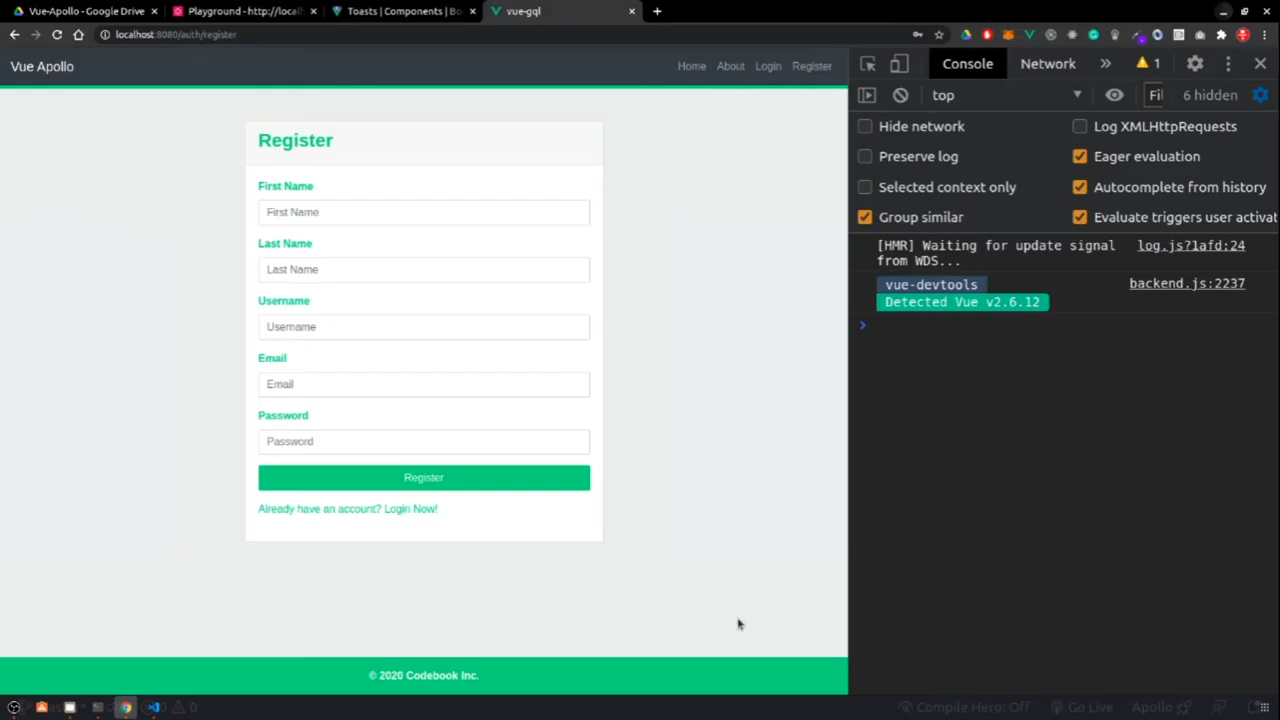 Vue-Apollo - Google Drive
Playground - http://local
Toasts | Components | Bo
vue-gql
localhost:8080/auth/register
Vue Apollo
Home
About
Login
Register
Register
First Name
First Name
Last Name
Last Name
Username
Username
Email
Email
Password
Password
Register
Already have an account? Login Now!
© 2020 Codebook Inc.
Console
Network
1
top
Fil
6 hidden
Hide network
Log XMLHttpRequests
Preserve log
Eager evaluation
Selected context only
Autocomplete from history
Group similar
Evaluate triggers user activat
[HMR] Waiting for update signal
from WDS...
log.js?1afd:24
vue-devtools
Detected Vue v2.6.12
backend.js:2237
0
Compile Hero: Off
Go Live
Apollo